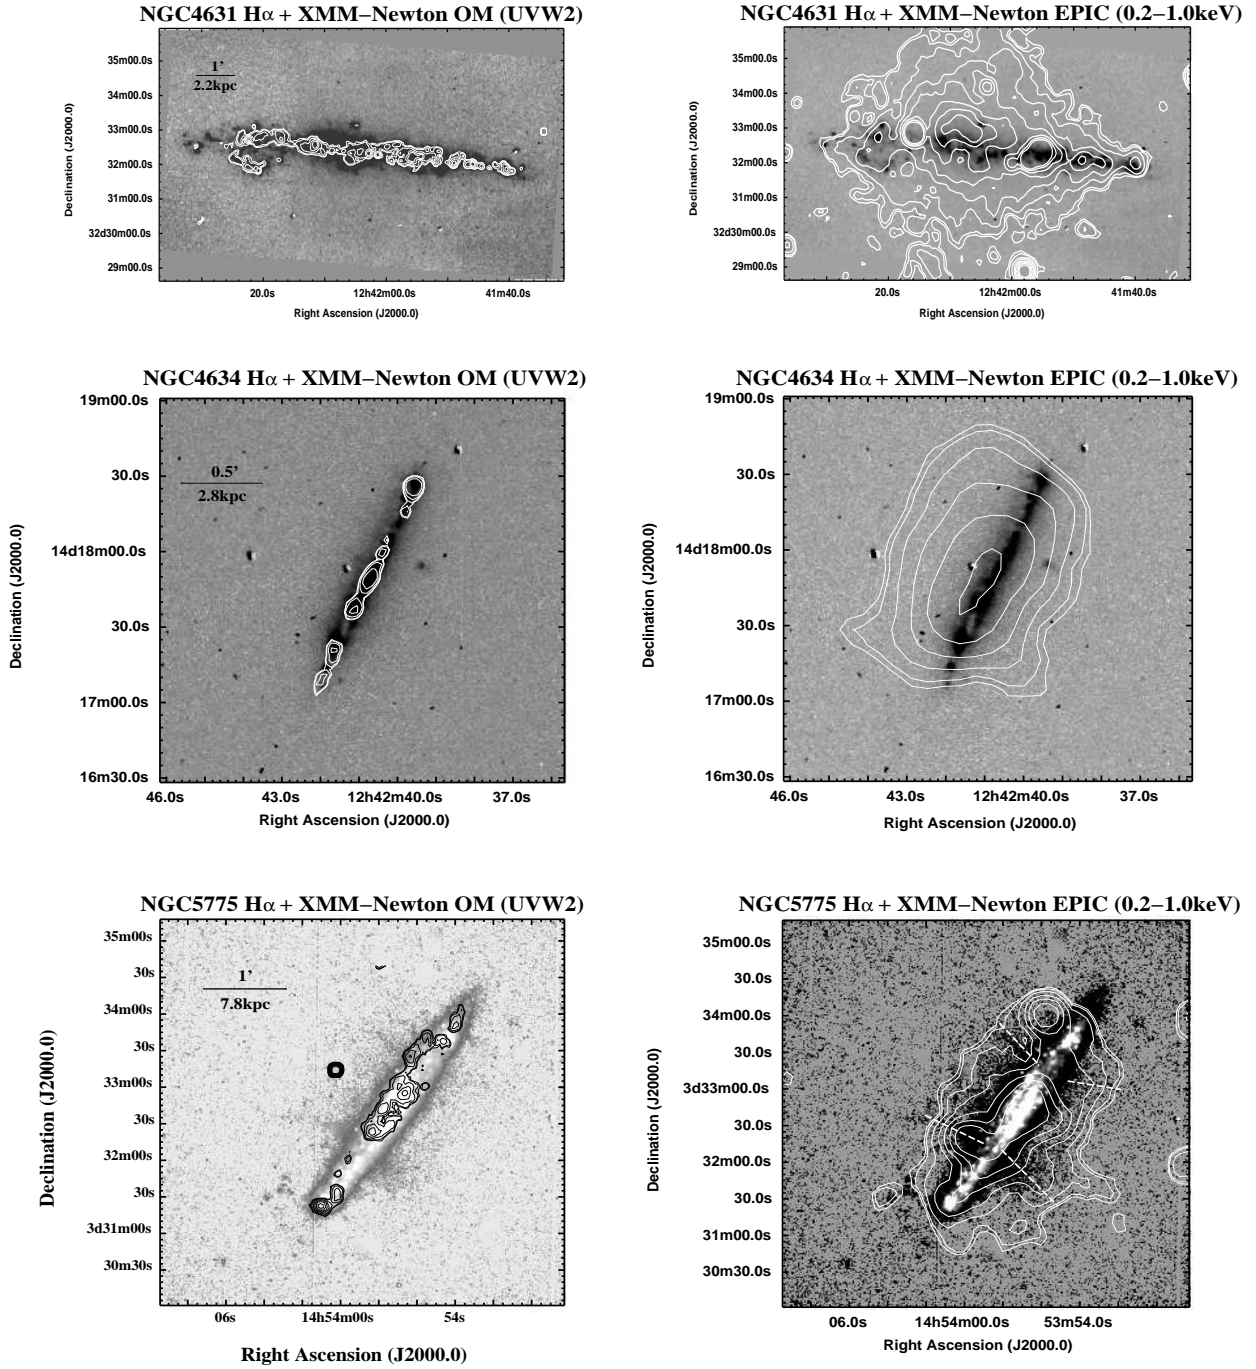 NGC4631 Hα + XMM−Newton OM (UVW2)
35m00.0s
34m00.0s
33m00.0s
32m00.0s
31m00.0s
32d30m00.0s
29m00.0s
Declination (J2000.0)
1'
2.2kpc
20.0s 12h42m00.0s 41m40.0s
Right Ascension (J2000.0)
NGC4631 Hα + XMM−Newton EPIC (0.2−1.0keV)
35m00.0s
34m00.0s
33m00.0s
32m00.0s
31m00.0s
32d30m00.0s
29m00.0s
Declination (J2000.0)
20.0s 12h42m00.0s 41m40.0s
Right Ascension (J2000.0)
NGC4634 Hα + XMM−Newton OM (UVW2)
19m00.0s
30.0s
14d18m00.0s
30.0s
17m00.0s
16m30.0s
Declination (J2000.0)
0.5'
2.8kpc
46.0s 43.0s 12h42m40.0s 37.0s
Right Ascension (J2000.0)
NGC4634 Hα + XMM−Newton EPIC (0.2−1.0keV)
19m00.0s
30.0s
14d18m00.0s
30.0s
17m00.0s
16m30.0s
Declination (J2000.0)
46.0s 43.0s 12h42m40.0s 37.0s
Right Ascension (J2000.0)
NGC5775 Hα + XMM−Newton OM (UVW2)
35m00s
30s
34m00s
30s
33m00s
30s
32m00s
30s
3d31m00s
30m30s
Declination (J2000.0)
1'
7.8kpc
06s 14h54m00s 54s
Right Ascension (J2000.0)
NGC5775 Hα + XMM−Newton EPIC (0.2−1.0keV)
35m00.0s
30.0s
34m00.0s
30.0s
3d33m00.0s
30.0s
32m00.0s
30.0s
31m00.0s
30m30.0s
Declination (J2000.0)
06.0s 14h54m00.0s 53m54.0s
Right Ascension (J2000.0)